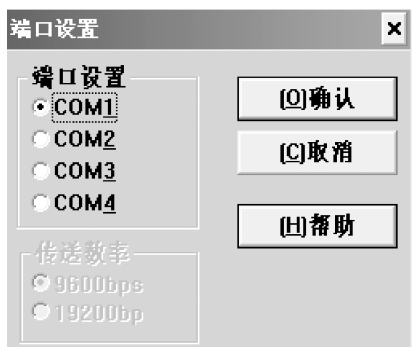 端口设置
端口设置
COM1
COM2
COM3
COM4
[O]确认
[C]取消
[H]帮助
传送数率
9600bps
19200bp